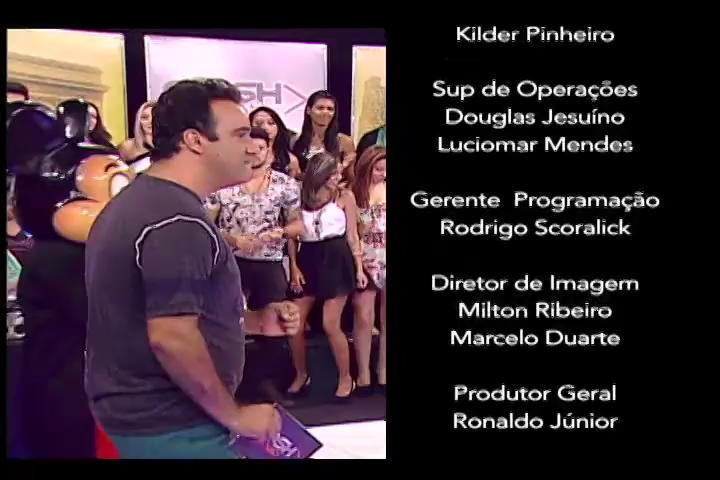 Kilder Pinheiro
Sup de Operações
Douglas Jesuíno
Luciomar Mendes
Gerente Programação
Rodrigo Scoralick
Diretor de Imagem
Milton Ribeiro
Marcelo Duarte
Produtor Geral
Ronaldo Júnior